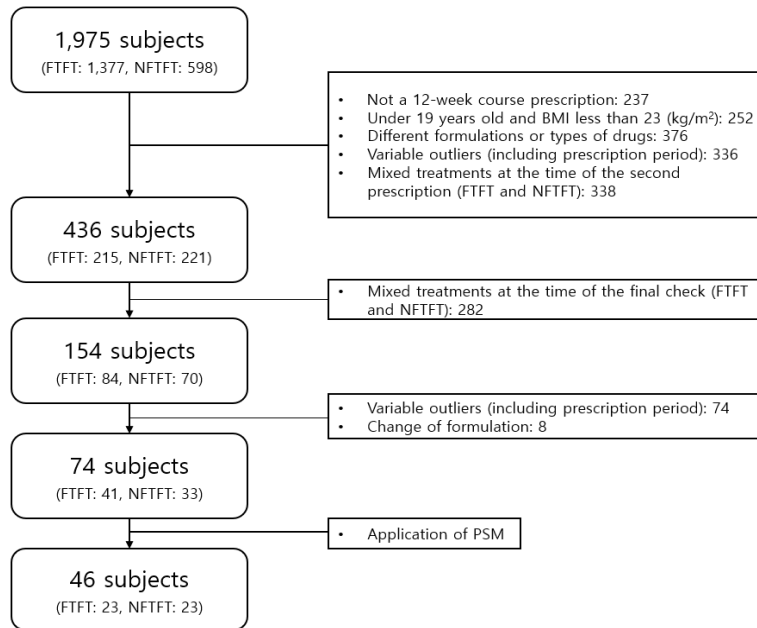 1,975 subjects
(FTFT: 1,377, NFTFT: 598)
• Not a 12-week course prescription: 237
• Under 19 years old and BMI less than 23 (kg/m²): 252
• Different formulations or types of drugs: 376
• Variable outliers (including prescription period): 336
• Mixed treatments at the time of the second
prescription (FTFT and NFTFT): 338
436 subjects
(FTFT: 215, NFTFT: 221)
• Mixed treatments at the time of the final check (FTFT
and NFTFT): 282
154 subjects
(FTFT: 84, NFTFT: 70)
• Variable outliers (including prescription period): 74
• Change of formulation: 8
74 subjects
(FTFT: 41, NFTFT: 33)
• Application of PSM
46 subjects
(FTFT: 23, NFTFT: 23)